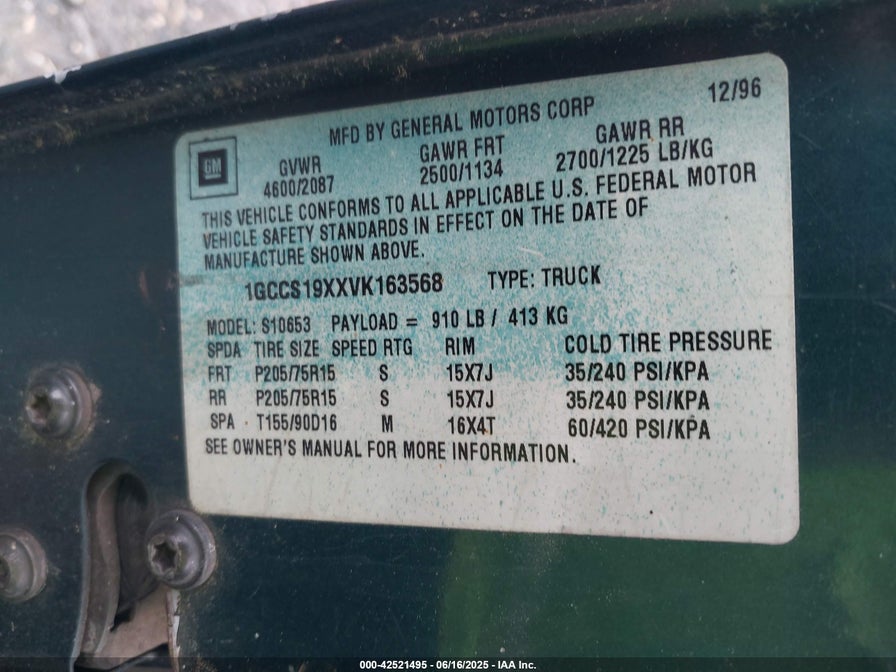 12/96
MFD BY GENERAL MOTORS CORP
GM GVWR GAWR FRT GAWR RR
4600/2087 2500/1134 2700/1225 LB/KG
THIS VEHICLE CONFORMS TO ALL APPLICABLE U.S. FEDERAL MOTOR
VEHICLE SAFETY STANDARDS IN EFFECT ON THE DATE OF
MANUFACTURE SHOWN ABOVE.
1GCCS19XXVK163568 TYPE: TRUCK
MODEL: S10653 PAYLOAD = 910 LB / 413 KG
SPDA TIRE SIZE SPEED RTG RIM COLD TIRE PRESSURE
FRT P205/75R15 S 15X7J 35/240 PSI/KPA
RR P205/75R15 S 15X7J 35/240 PSI/KPA
SPA T155/90D16 M 16X4T 60/420 PSI/KPA
SEE OWNER'S MANUAL FOR MORE INFORMATION.
000-42521495 - 06/16/2025 - IAA Inc.